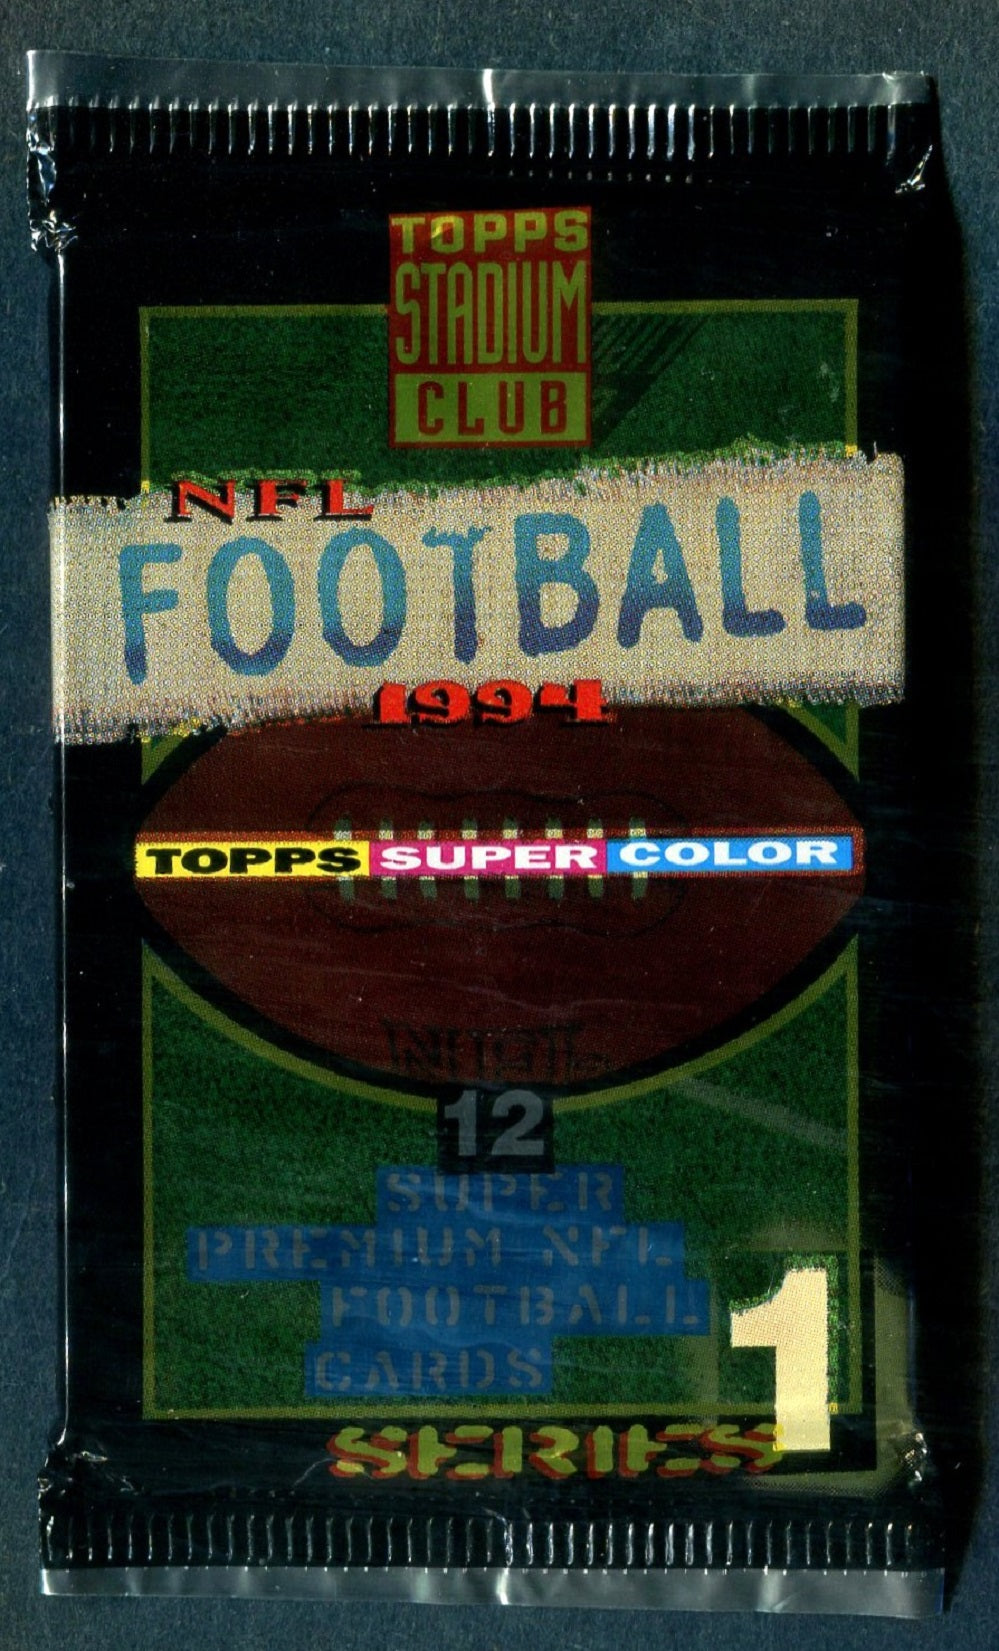 TOPPS
STADIUM
CLUB
NFL
FOOTBALL
1994
TOPPS SUPER COLOR
12
SUPER
PREMIUM NFL
FOOTBALL
CARDS
SERIES 1